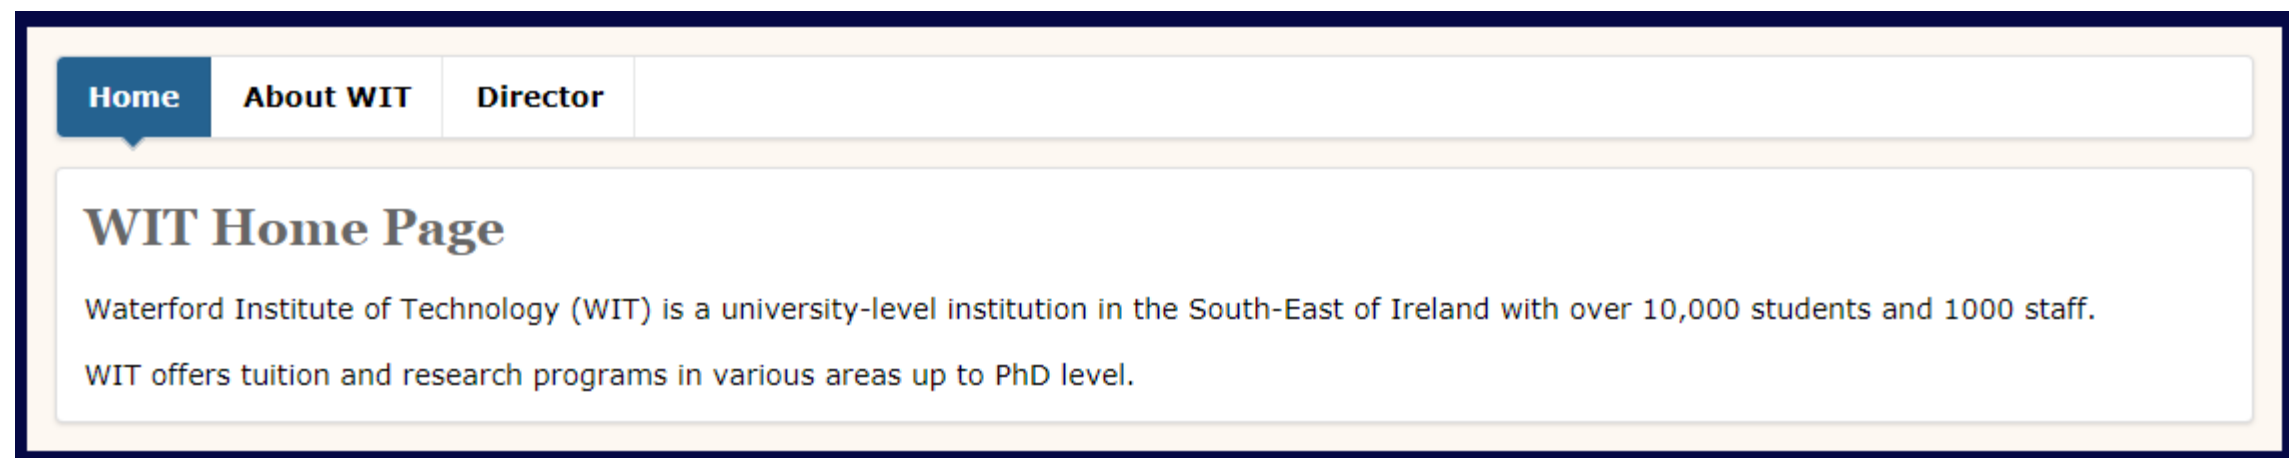 Home About WIT Director
WIT Home Page
Waterford Institute of Technology (WIT) is a university-level institution in the South-East of Ireland with over 10,000 students and 1000 staff.
WIT offers tuition and research programs in various areas up to PhD level.